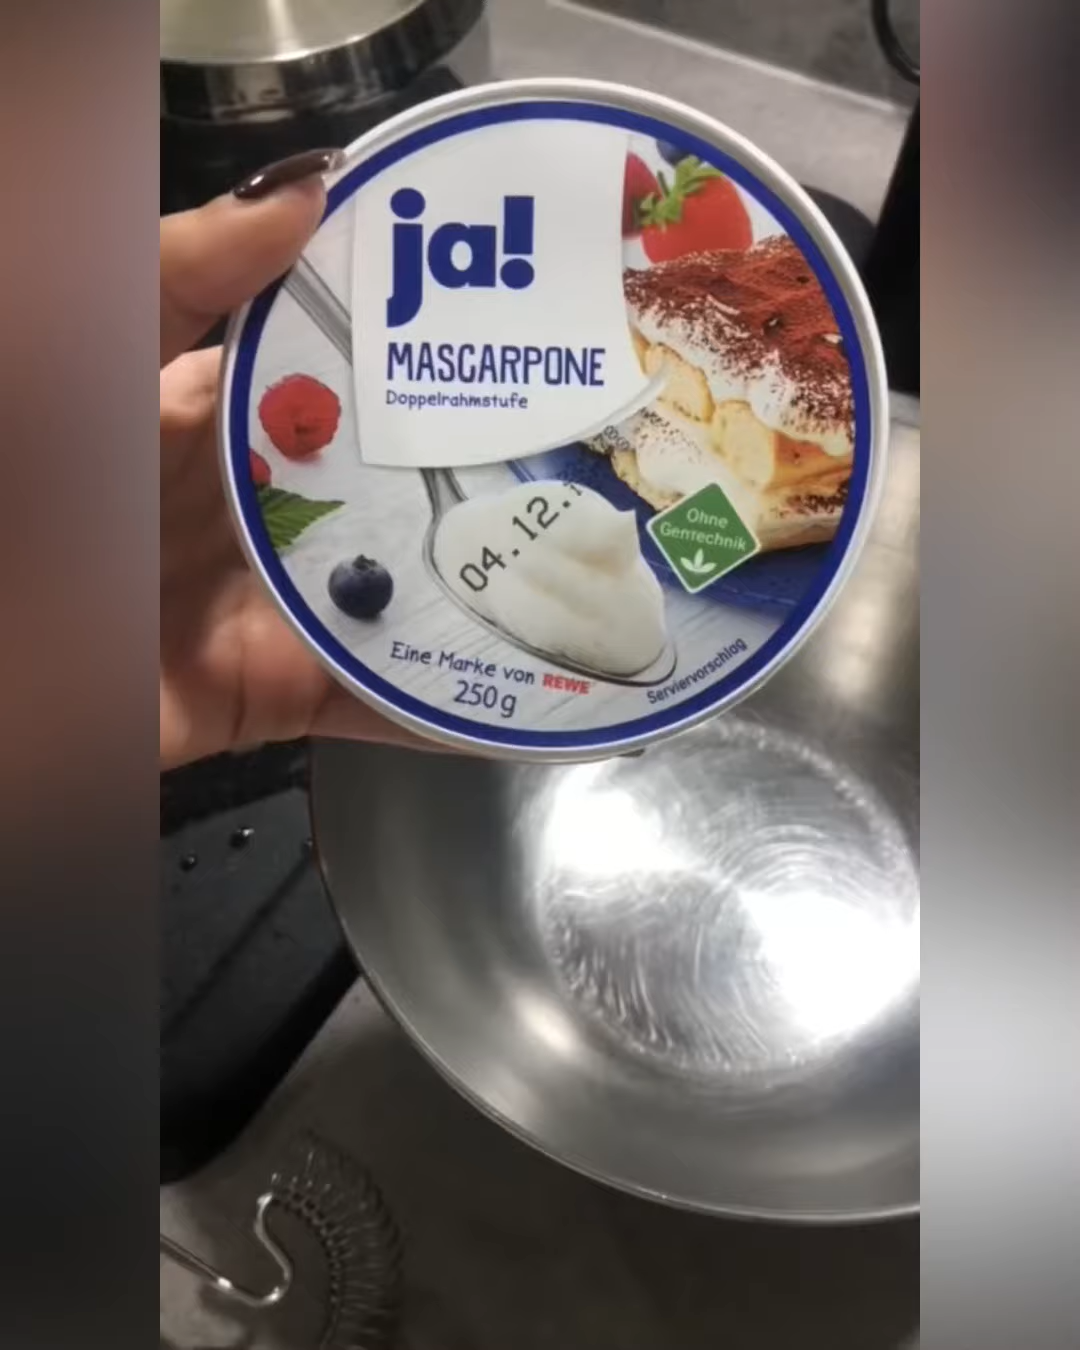 ja!
MASCARPONE
Doppelrahmstufe
04.12.
Ohne
Gentechnik
Eine Marke von REWE
250g
Serviervorschlag